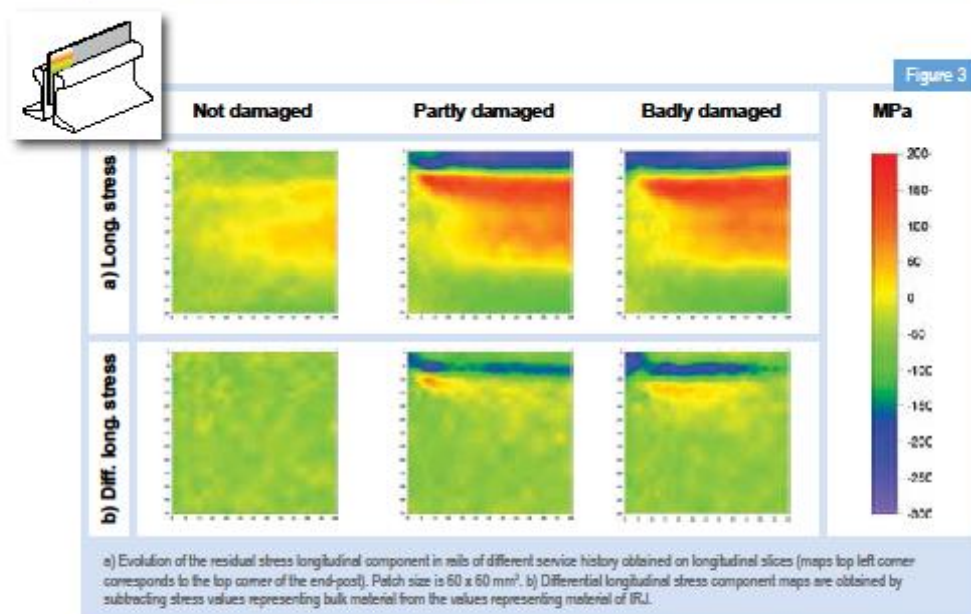 Figure 3
Not damaged
Partly damaged
Badly damaged
MPa
a) Long. stress
200
150
100
50
0
-50
-100
-150
-200
-250
-300
b) Diff. long. stress
a) Evolution of the residual stress longitudinal component in rails of different service history obtained on longitudinal slices (maps top left corner
corresponds to the top corner of the end-post). Patch size is 60 x 60 mm². b) Differential longitudinal stress component maps are obtained by
subtracting stress values representing bulk material from the values representing material of IRJ.